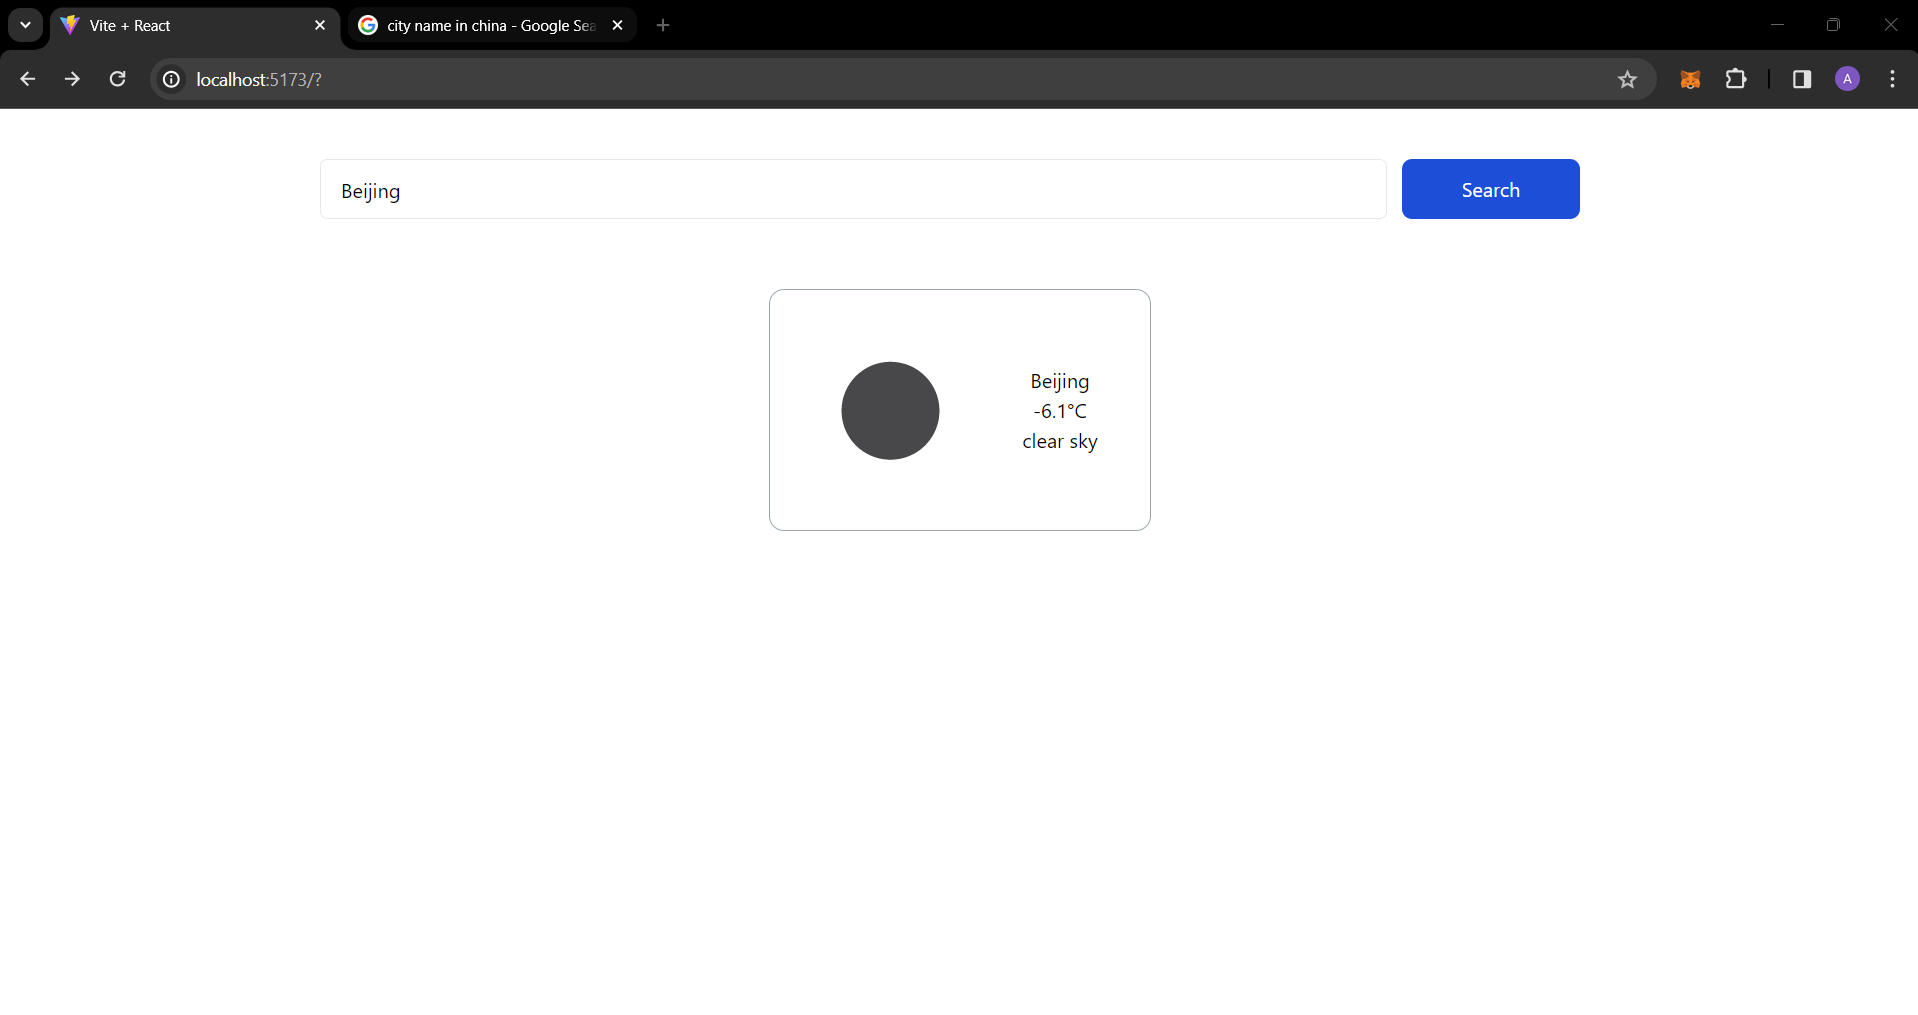 Vite + React
city name in china - Google Sea
localhost:5173/?
A
Beijing
Search
Beijing
-6.1°C
clear sky